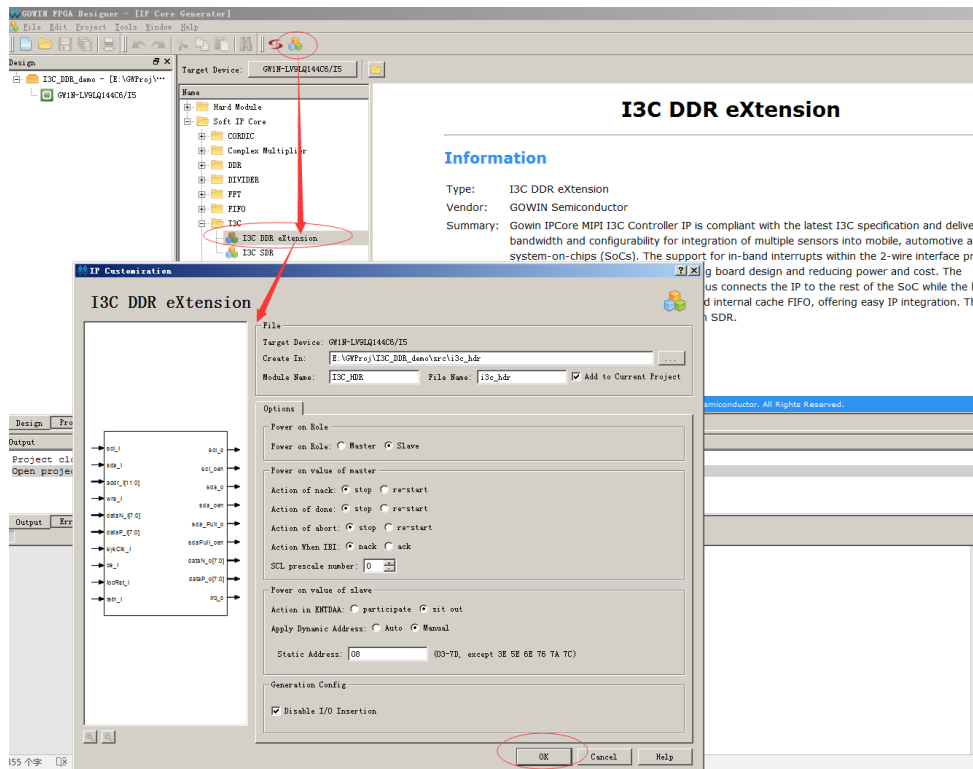 GOWIN FPGA Designer - [IP Core Generator]
File Edit Project Tools Window Help
Design
I3C_DDR_demo - [E:\GWProj\···
GW1N-LV9LQ144C6/I5
Target Device: GW1N-LV9LQ144C6/I5
Name
Hard Module
Soft IP Core
CORDIC
Complex Multiplier
DDR
DIVIDER
FFT
FIFO
I3C
I3C DDR eXtension
I3C SDR
I3C DDR eXtension
Information
Type: I3C DDR eXtension
Vendor: GOWIN Semiconductor
Summary: Gowin IPCore MIPI I3C Controller IP is compliant with the latest I3C specification and delive
bandwidth and configurability for integration of multiple sensors into mobile, automotive a
system-on-chips (SoCs). The support for in-band interrupts within the 2-wire interface pr
g board design and reducing power and cost. The
us connects the IP to the rest of the SoC while the
d internal cache FIFO, offering easy IP integration. Th
SDR.
emiconductor. All Rights Reserved.
Design Pro
Output
Project clo
Open projec
Output Err
355 个字
IP Customization
I3C DDR eXtension
scl_i
sda_i
addr_i[11:0]
wre_i
dataN_i[7:0]
dataP_i[7:0]
sysClk_i
ce_i
locRst_i
rstn_i
scl_o
scl_oen
sda_o
sda_oen
sda_Pull_o
sdaPull_oen
dataN_o[7:0]
dataP_o[7:0]
irq_o
File
Target Device: GW1N-LV9LQ144C6/I5
Create In: E:\GWProj\I3C_DDR_demo\src\i3c_hdr ...
Module Name: I3C_HDR File Name: i3c_hdr Add to Current Project
Options
Power on Role
Power on Role: Master Slave
Power on value of master
Action of nack: stop re-start
Action of done: stop re-start
Action of abort: stop re-start
Action When IBI: nack ack
SCL prescale number: 0
Power on value of slave
Action in ENTDAA: participate sit out
Apply Dynamic Address: Auto Manual
Static Address: 08 (03-7D, except 3E 5E 6E 76 7A 7C)
Generation Config
Disable I/O Insertion
OK Cancel Help